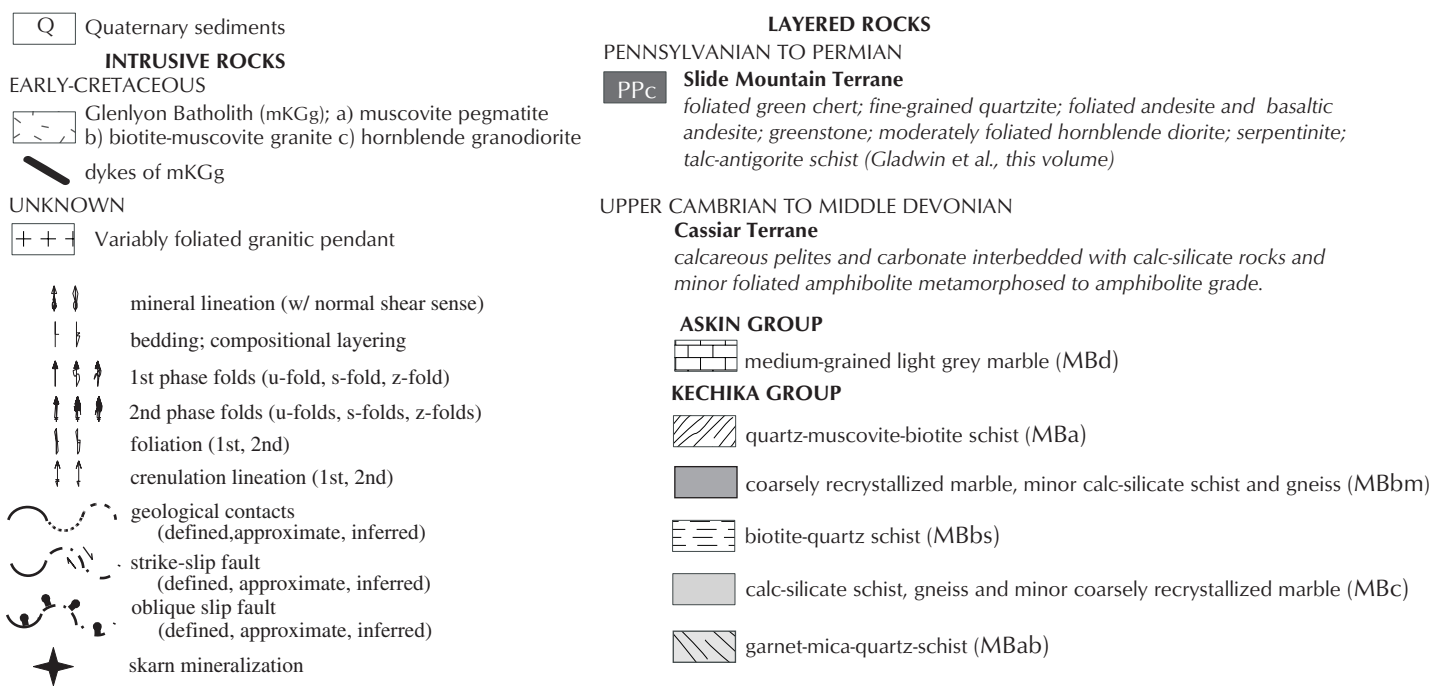 Q Quaternary sediments
INTRUSIVE ROCKS
EARLY-CRETACEOUS
Glenlyon Batholith (mKGg); a) muscovite pegmatite
b) biotite-muscovite granite c) hornblende granodiorite
dykes of mKGg
UNKNOWN
Variably foliated granitic pendant
mineral lineation (w/ normal shear sense)
bedding; compositional layering
1st phase folds (u-fold, s-fold, z-fold)
2nd phase folds (u-folds, s-folds, z-folds)
foliation (1st, 2nd)
crenulation lineation (1st, 2nd)
geological contacts
(defined,approximate, inferred)
strike-slip fault
(defined, approximate, inferred)
oblique slip fault
(defined, approximate, inferred)
skarn mineralization
LAYERED ROCKS
PENNSYLVANIAN TO PERMIAN
PPc Slide Mountain Terrane
foliated green chert; fine-grained quartzite; foliated andesite and basaltic
andesite; greenstone; moderately foliated hornblende diorite; serpentinite;
talc-antigorite schist (Gladwin et al., this volume)
UPPER CAMBRIAN TO MIDDLE DEVONIAN
Cassiar Terrane
calcareous pelites and carbonate interbedded with calc-silicate rocks and
minor foliated amphibolite metamorphosed to amphibolite grade.
ASKIN GROUP
medium-grained light grey marble (MBd)
KECHIKA GROUP
quartz-muscovite-biotite schist (MBa)
coarsely recrystallized marble, minor calc-silicate schist and gneiss (MBbm)
biotite-quartz schist (MBbs)
calc-silicate schist, gneiss and minor coarsely recrystallized marble (MBc)
garnet-mica-quartz-schist (MBab)